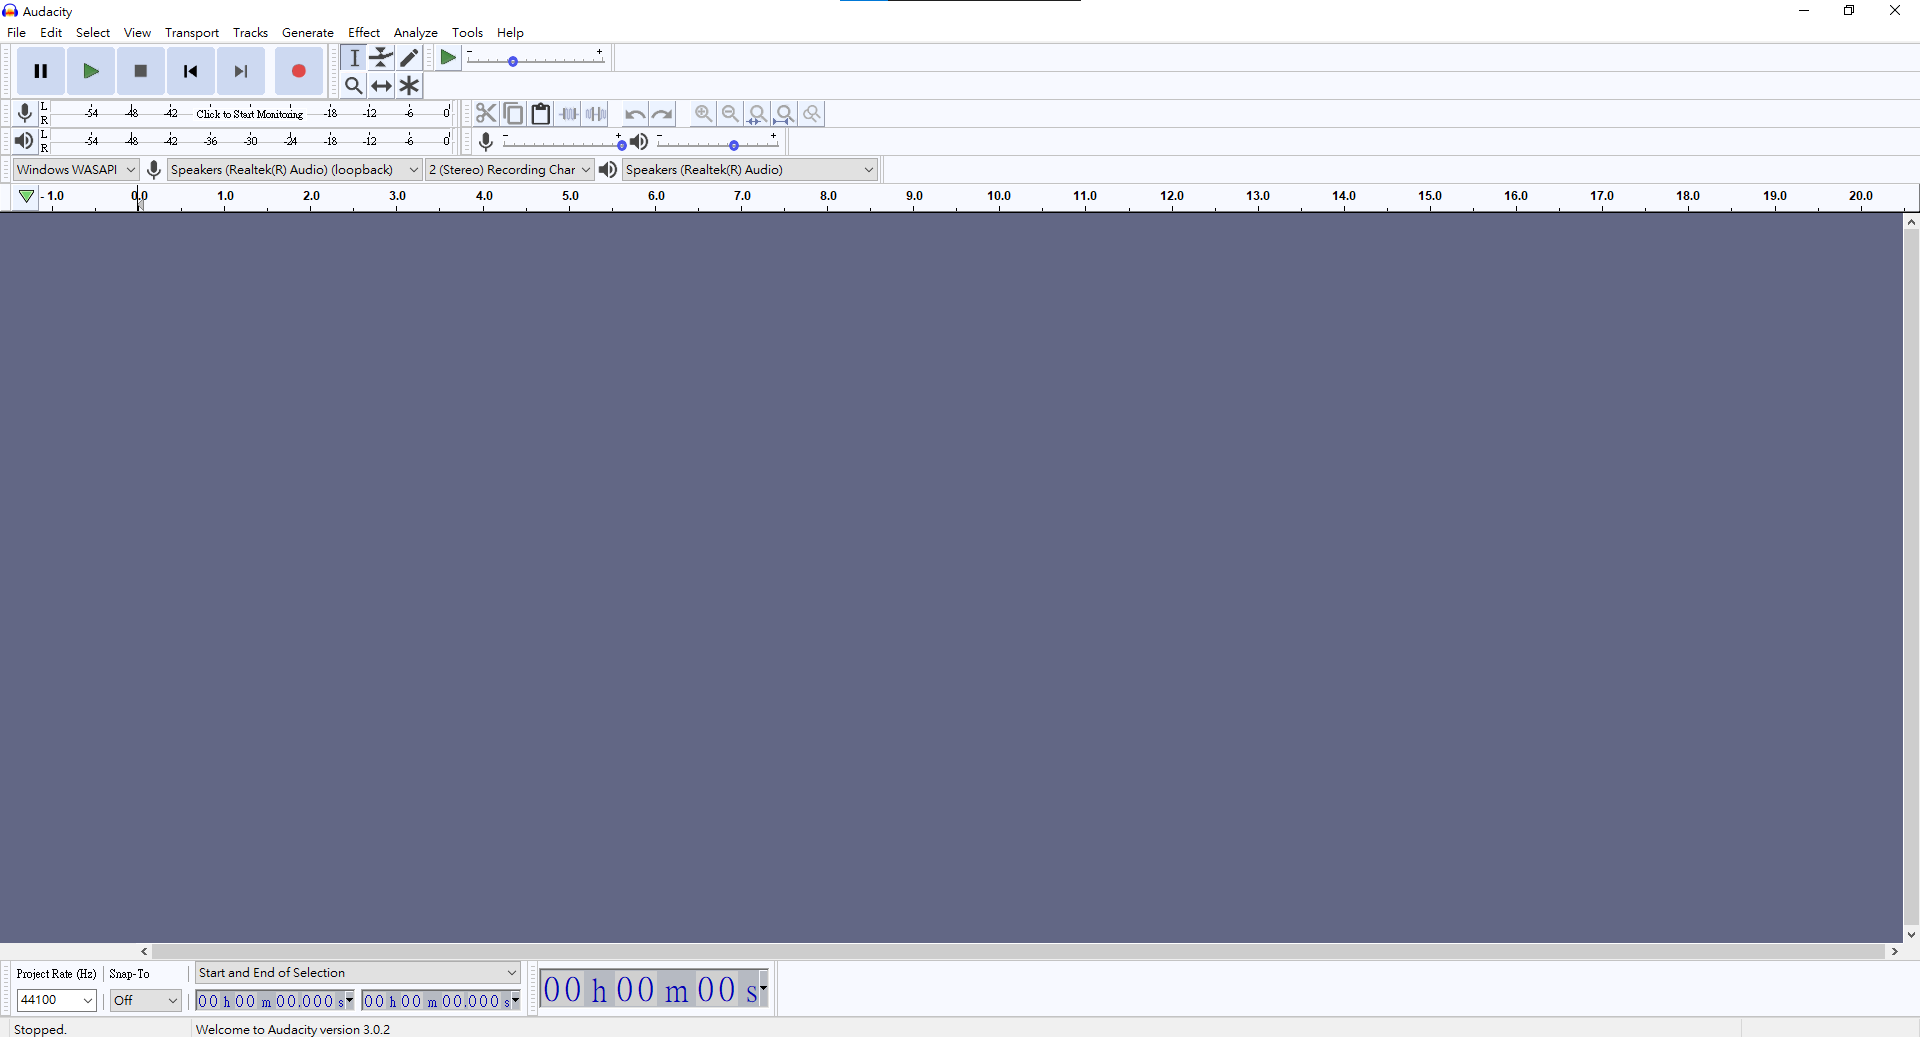 Audacity
File Edit Select View Transport Tracks Generate Effect Analyze Tools Help
- +
L
R
-54 -48 -42 Click to Start Monitoring -18 -12 -6 0
L
R
-54 -48 -42 -36 -30 -24 -18 -12 -6 0
- + - +
Windows WASAPI Speakers (Realtek(R) Audio) (loopback) 2 (Stereo) Recording Char Speakers (Realtek(R) Audio)
- 1.0 0.0 1.0 2.0 3.0 4.0 5.0 6.0 7.0 8.0 9.0 10.0 11.0 12.0 13.0 14.0 15.0 16.0 17.0 18.0 19.0 20.0
Project Rate (Hz) Snap-To Start and End of Selection
44100 Off 00 h 00 m 00.000 s 00 h 00 m 00.000 s 00 h 00 m 00 s
Stopped. Welcome to Audacity version 3.0.2